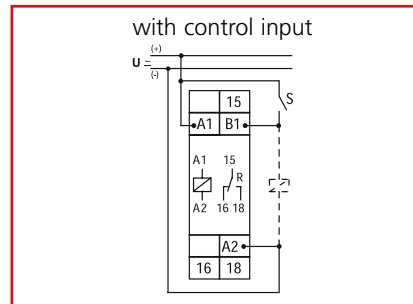 with control input
(+)
U ≂
(-)
S
15
A1 B1
A1 15
R
A2 16 18
A2
16 18